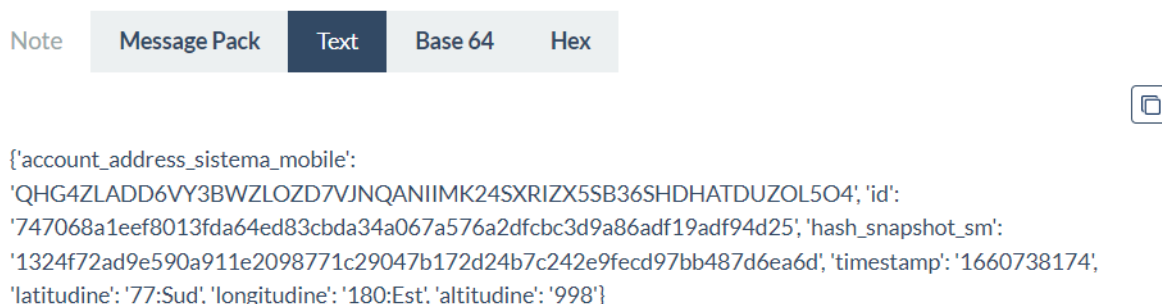 Note Message Pack Text Base 64 Hex
{'account_address_sistema_mobile':
'QHG4ZLADD6VY3BWZLOZD7VJNQANIIMK24SXRIZX5SB36SHDHATDUZOL5O4', 'id':
'747068a1eef8013fda64ed83cbda34a067a576a2dfcbc3d9a86adf19adf94d25', 'hash_snapshot_sm':
'1324f72ad9e590a911e2098771c29047b172d24b7c242e9fecd97bb487d6ea6d', 'timestamp': '1660738174',
'latitudine': '77:Sud', 'longitudine': '180:Est', 'altitudine': '998'}